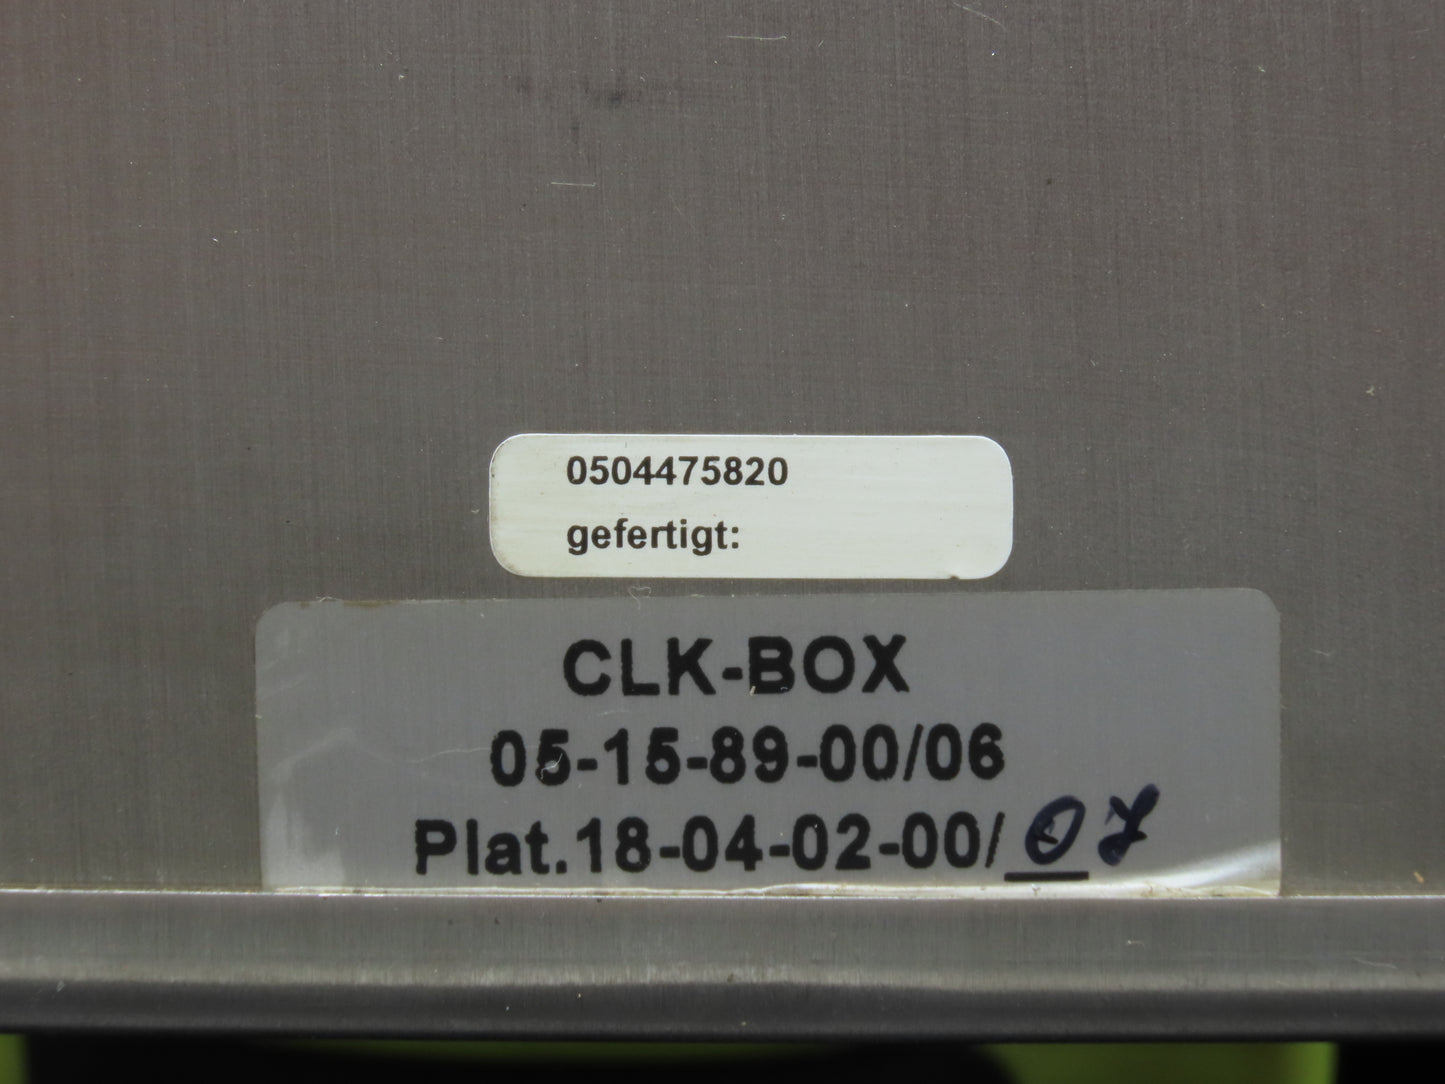 0504475820
gefertigt:
CLK-BOX
05-15-89-00/06
Plat.18-04-02-00/07